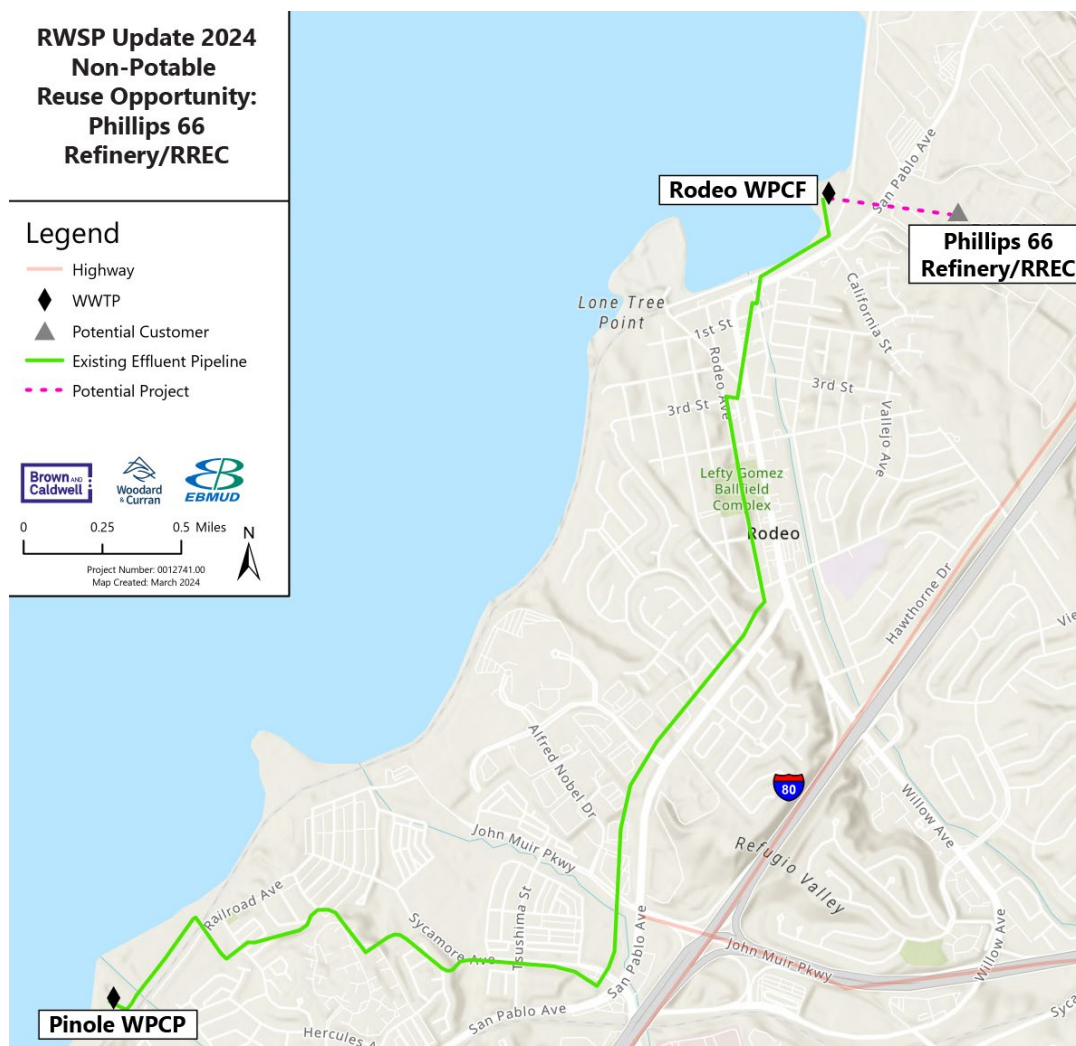 RWSP Update 2024
Non-Potable
Reuse Opportunity:
Phillips 66
Refinery/RREC
Legend
Highway
WWTP
Potential Customer
Existing Effluent Pipeline
Potential Project
Brown AND
Caldwell
Woodard
& Curran
EBMUD
0 0.25 0.5 Miles
N
Project Number: 0012741.00
Map Created: March 2024
San Pablo Ave
Rodeo WPCF
Phillips 66
Refinery/RREC
Lone Tree
Point
1st St
California St
Rodeo Ave
3rd St
3rd St
Vallejo Ave
Lefty Gomez
Ballfield
Complex
Rodeo
Hawthorne Dr
Alfred Nobel Dr
80
Willow Ave
John Muir Pkwy
Refugio Valley
Railroad Ave
Sycamore Ave
Tsushima St
San Pablo Ave
John Muir Pkwy
Willow Ave
San Pablo Ave
Pinole WPCP